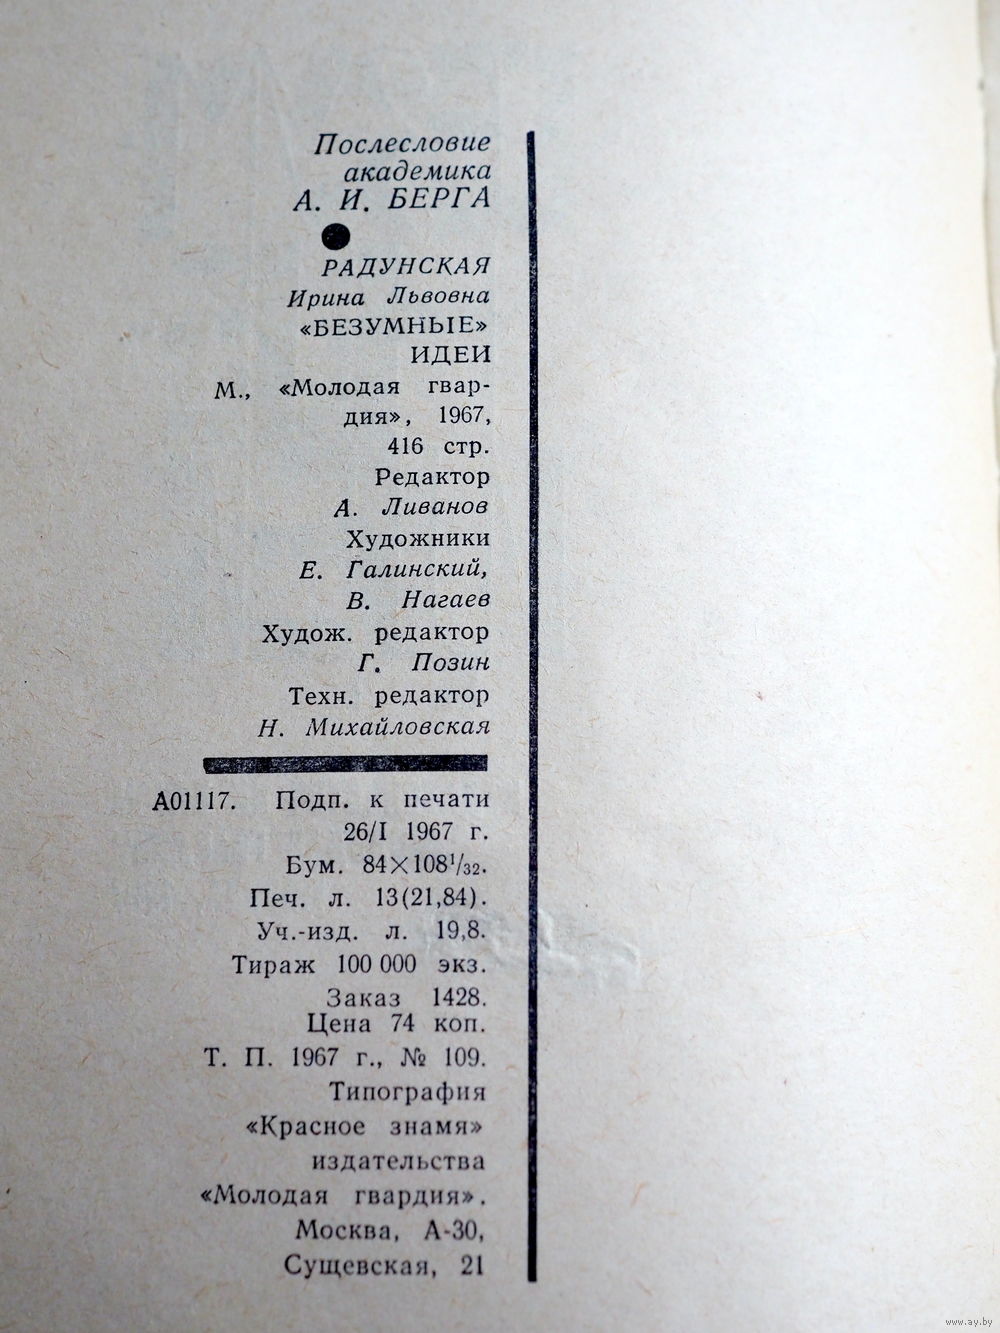 Послесловие
академика
А. И. БЕРГА
РАДУНСКАЯ
Ирина Львовна
«БЕЗУМНЫЕ»
ИДЕИ
М., «Молодая гвар-
дия», 1967,
416 стр.
Редактор
А. Ливанов
Художники
Е. Галинский,
В. Нагаев
Худож. редактор
Г. Позин
Техн. редактор
Н. Михайловская
А01117. Подп. к печати
26/I 1967 г.
Бум. 84×108¹/₃₂.
Печ. л. 13(21,84).
Уч.-изд. л. 19,8.
Тираж 100 000 экз.
Заказ 1428.
Цена 74 коп.
Т. П. 1967 г., № 109.
Типография
«Красное знамя»
издательства
«Молодая гвардия».
Москва, А-30,
Сущевская, 21
www.ay.by